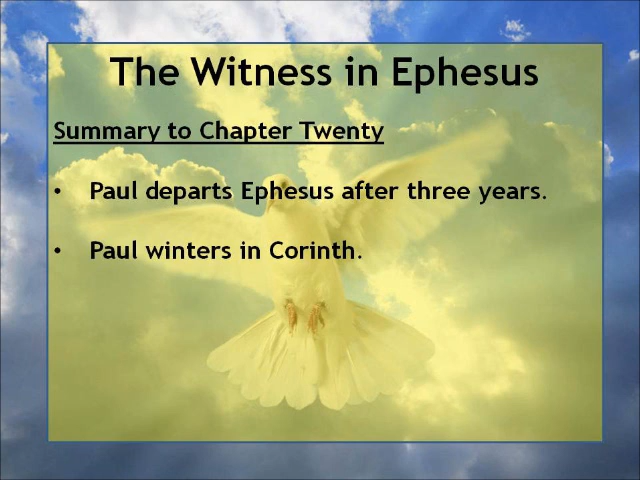 The Witness in Ephesus
Summary to Chapter Twenty
• Paul departs Ephesus after three years.
• Paul winters in Corinth.